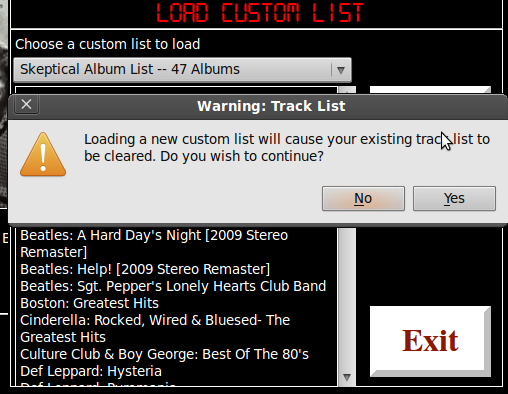 LOAD CUSTOM LIST
Choose a custom list to load
Skeptical Album List -- 47 Albums
Warning: Track List
Loading a new custom list will cause your existing track list to
be cleared. Do you wish to continue?
No
Yes
Beatles: A Hard Day's Night [2009 Stereo
Remaster]
Beatles: Help! [2009 Stereo Remaster]
Beatles: Sgt. Pepper's Lonely Hearts Club Band
Boston: Greatest Hits
Cinderella: Rocked, Wired & Bluesed- The
Greatest Hits
Culture Club & Boy George: Best Of The 80's
Def Leppard: Hysteria
Def Leppard: Pyromania
Exit